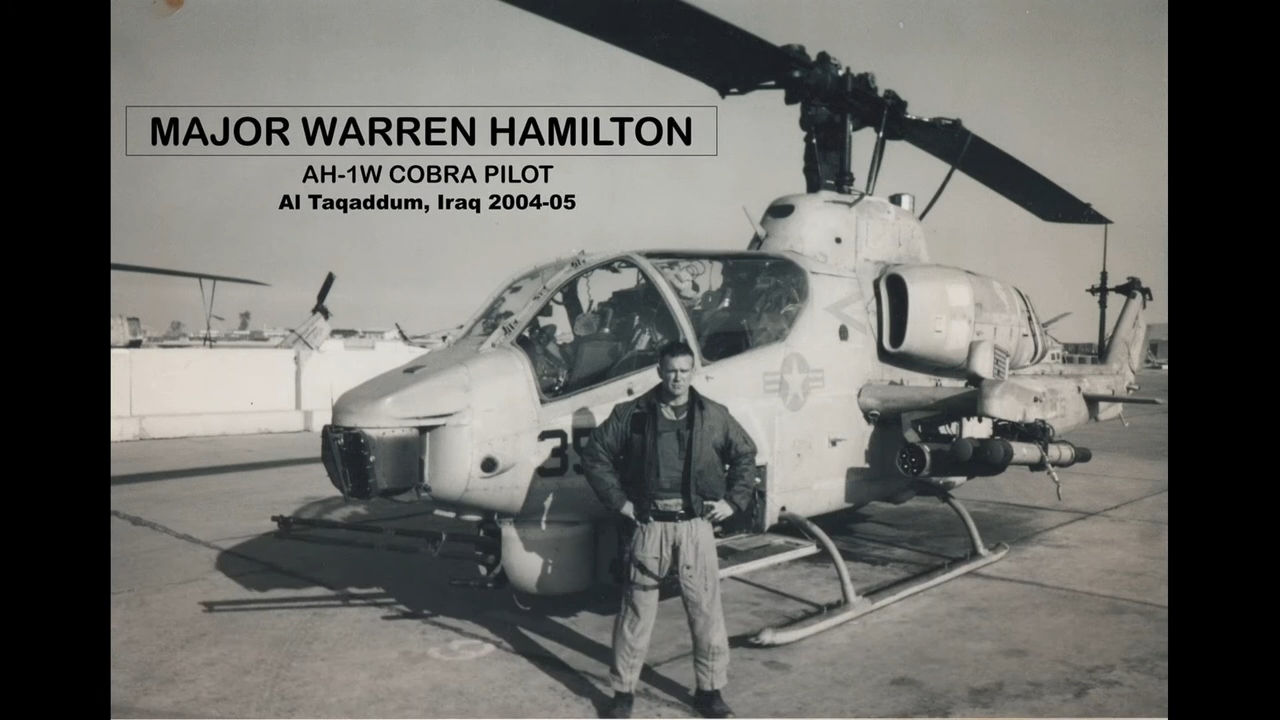 MAJOR WARREN HAMILTON
AH-1W COBRA PILOT
Al Taqaddum, Iraq 2004-05